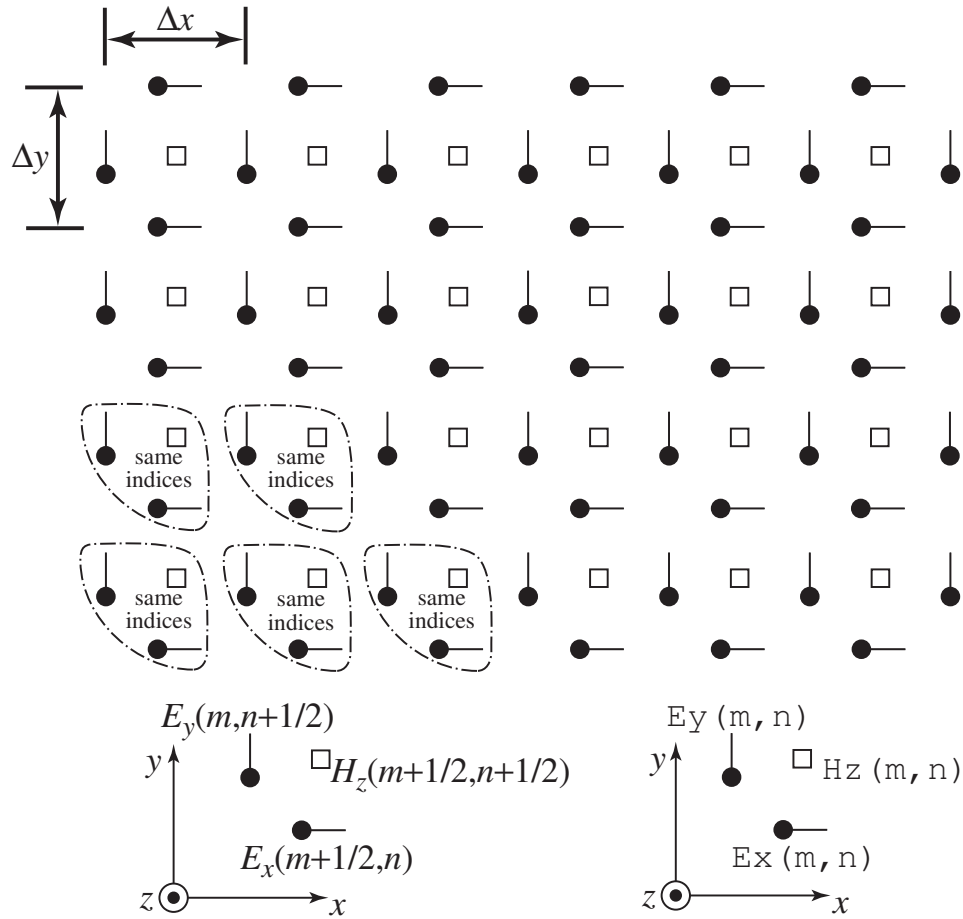 Δx
Δy
same
indices
same
indices
same
indices
same
indices
same
indices
E_y(m,n+1/2)
y
H_z(m+1/2,n+1/2)
E_x(m+1/2,n)
z
x
Ey(m,n)
y
Hz(m,n)
Ex(m,n)
z
x